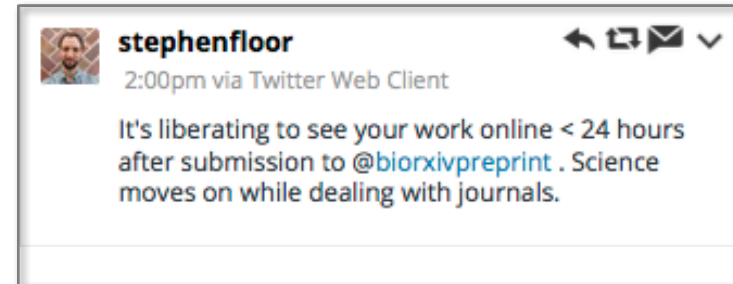 stephenfloor
2:00pm via Twitter Web Client
It's liberating to see your work online < 24 hours
after submission to @biorxivpreprint . Science
moves on while dealing with journals.